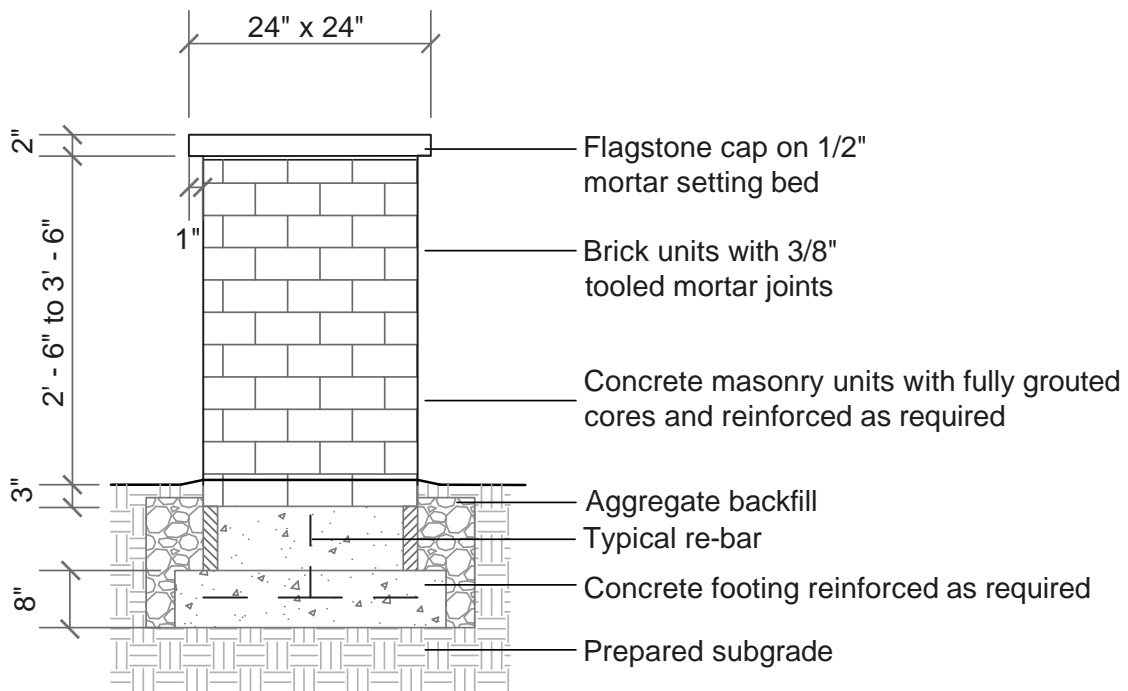 24" x 24"
2"
Flagstone cap on 1/2"
mortar setting bed
1"
Brick units with 3/8"
tooled mortar joints
2' - 6" to 3' - 6"
Concrete masonry units with fully grouted
cores and reinforced as required
3"
Aggregate backfill
Typical re-bar
8"
Concrete footing reinforced as required
Prepared subgrade